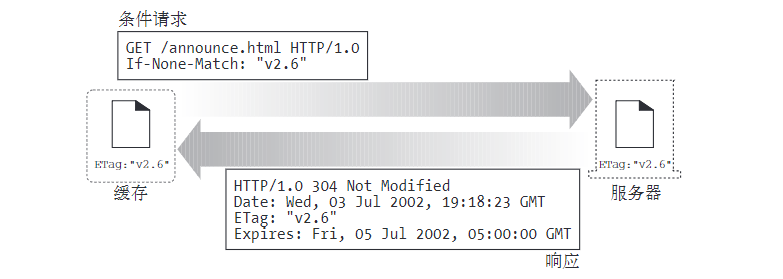 条件请求
GET /announce.html HTTP/1.0
If-None-Match: "v2.6"
ETag:"v2.6"
缓存
ETag:"v2.6"
服务器
HTTP/1.0 304 Not Modified
Date: Wed, 03 Jul 2002, 19:18:23 GMT
ETag: "v2.6"
Expires: Fri, 05 Jul 2002, 05:00:00 GMT
响应